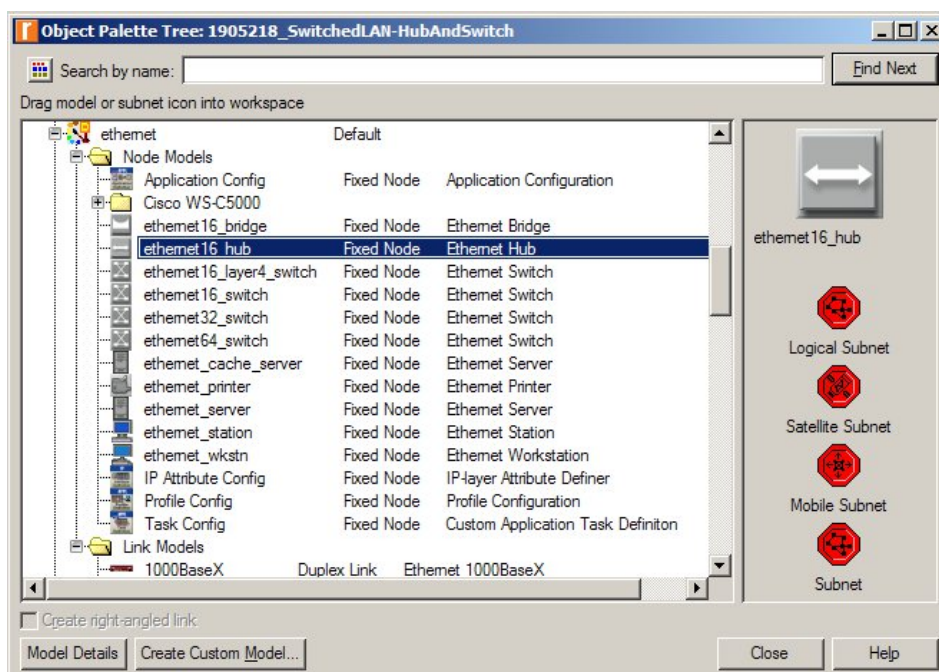 Object Palette Tree: 1905218_SwitchedLAN-HubAndSwitch
Search by name:
Find Next
Drag model or subnet icon into workspace
ethernet Default
Node Models
Application Config Fixed Node Application Configuration
Cisco WS-C5000
ethernet16_bridge Fixed Node Ethernet Bridge
ethernet16_hub Fixed Node Ethernet Hub
ethernet16_layer4_switch Fixed Node Ethernet Switch
ethernet16_switch Fixed Node Ethernet Switch
ethernet32_switch Fixed Node Ethernet Switch
ethernet64_switch Fixed Node Ethernet Switch
ethernet_cache_server Fixed Node Ethernet Server
ethernet_printer Fixed Node Ethernet Printer
ethernet_server Fixed Node Ethernet Server
ethernet_station Fixed Node Ethernet Station
ethernet_wkstn Fixed Node Ethernet Workstation
IP Attribute Config Fixed Node IP-layer Attribute Definer
Profile Config Fixed Node Profile Configuration
Task Config Fixed Node Custom Application Task Definiton
Link Models
1000BaseX Duplex Link Ethernet 1000BaseX
ethernet16_hub
Logical Subnet
Satellite Subnet
Mobile Subnet
Subnet
Create right-angled link
Model Details
Create Custom Model...
Close
Help